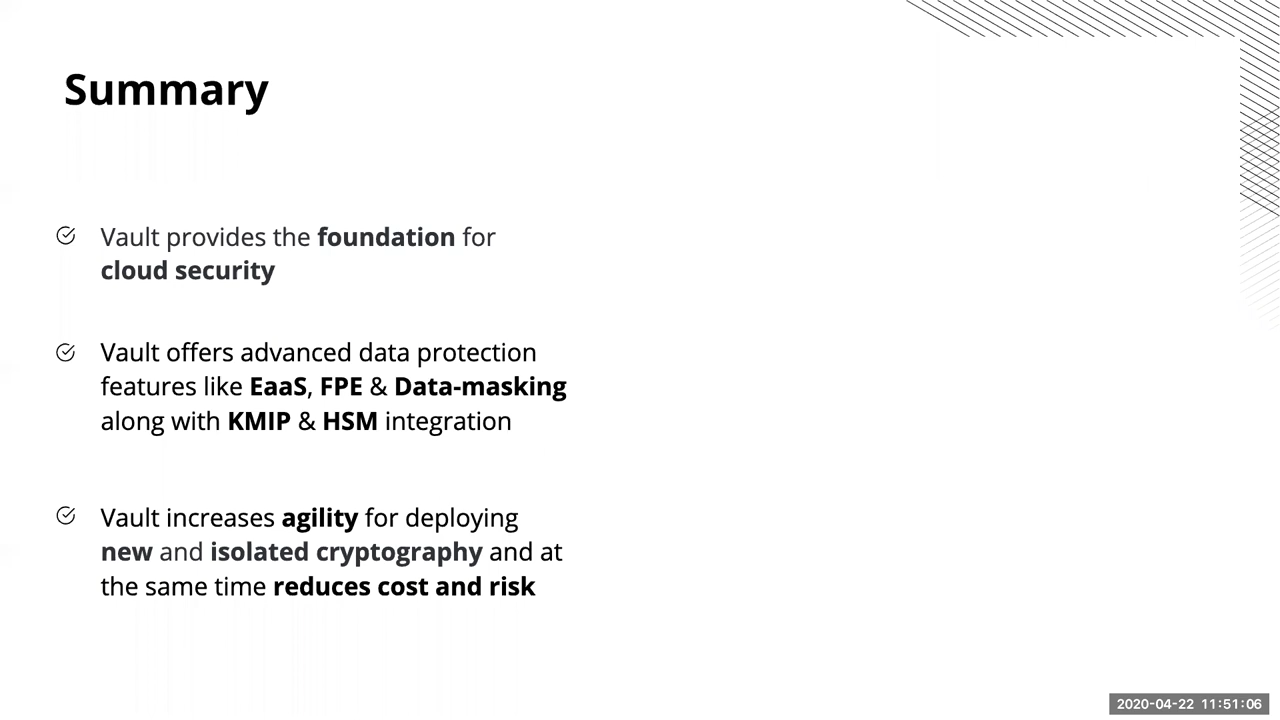 Summary
Vault provides the foundation for
cloud security
Vault offers advanced data protection
features like EaaS, FPE & Data-masking
along with KMIP & HSM integration
Vault increases agility for deploying
new and isolated cryptography and at
the same time reduces cost and risk
2020-04-22 11:51:06